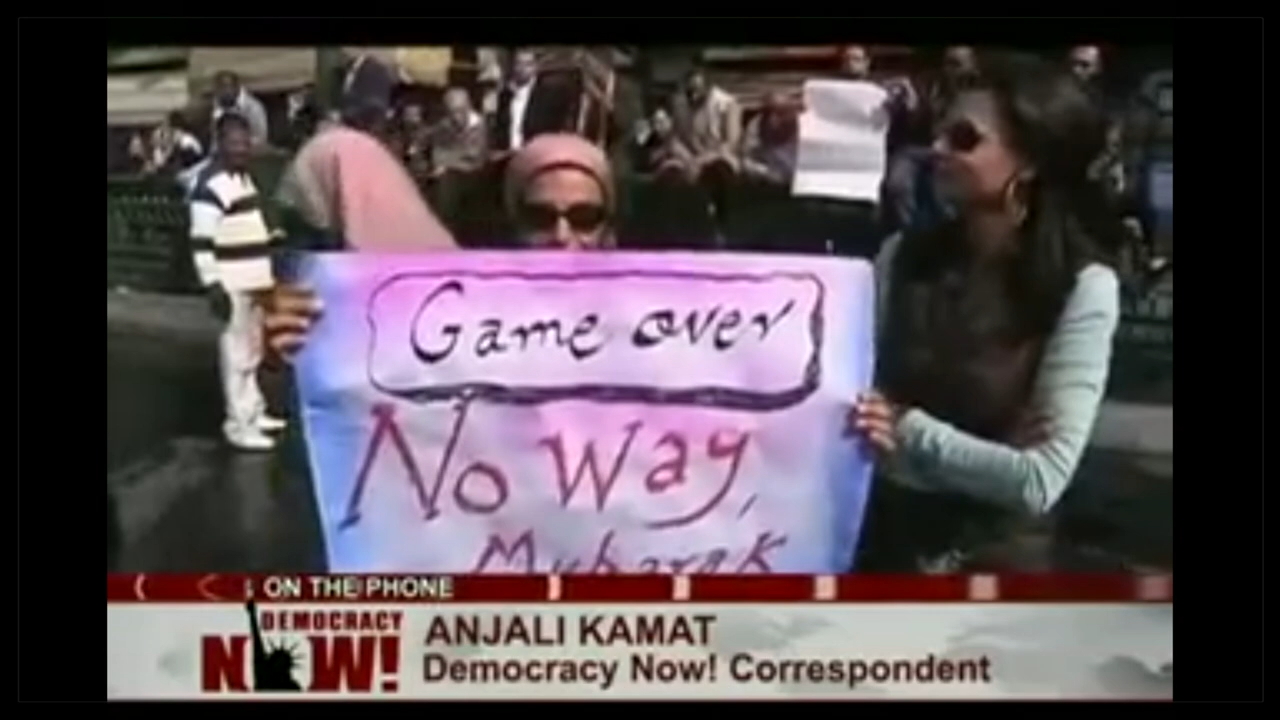 Game over
No way,
Mubarak
ON THE PHONE
DEMOCRACY
NOW!
ANJALI KAMAT
Democracy Now! Correspondent